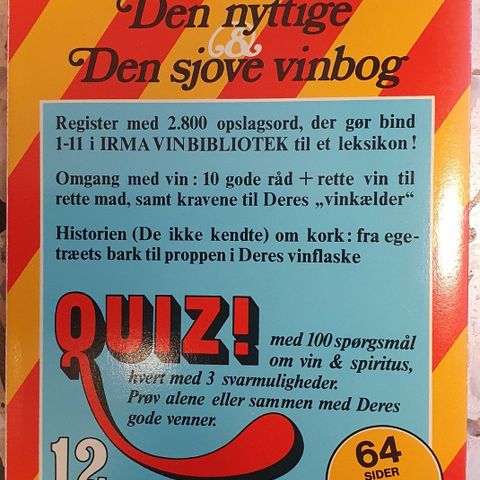 Den nyttige
&
Den sjove vinbog
Register med 2.800 opslagsord, der gør bind
1-11 i IRMA VINBIBLIOTEK til et leksikon!
Omgang med vin: 10 gode råd + rette vin til
rette mad, samt kravene til Deres „vinkælder”
Historien (De ikke kendte) om kork: fra ege-
træets bark til proppen i Deres vinflaske
QUIZ!
med 100 spørgsmål
om vin & spiritus,
hvert med 3 svarmuligheder.
Prøv alene eller sammen med Deres
gode venner.
12.
64
SIDER